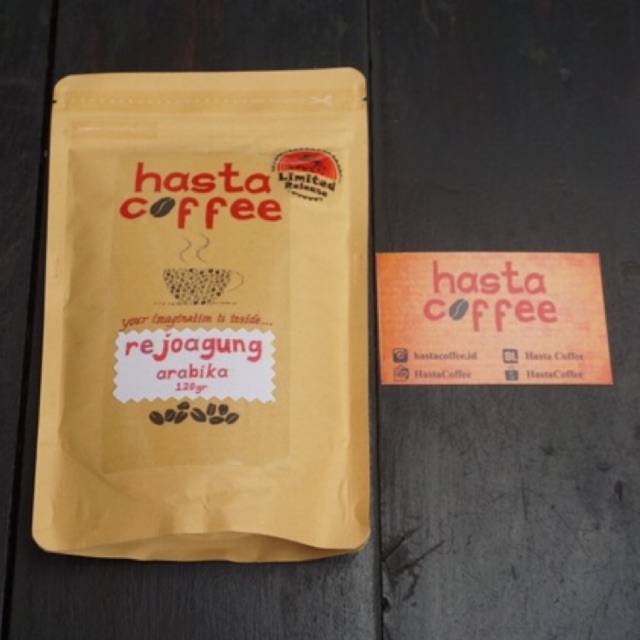 hasta
coffee
Limited
Release
your imagination is inside...
rejoagung
arabika
120gr
hasta
coffee
hastacoffee.id
BL Hasta Coffee
HastaCoffee
HastaCoffee